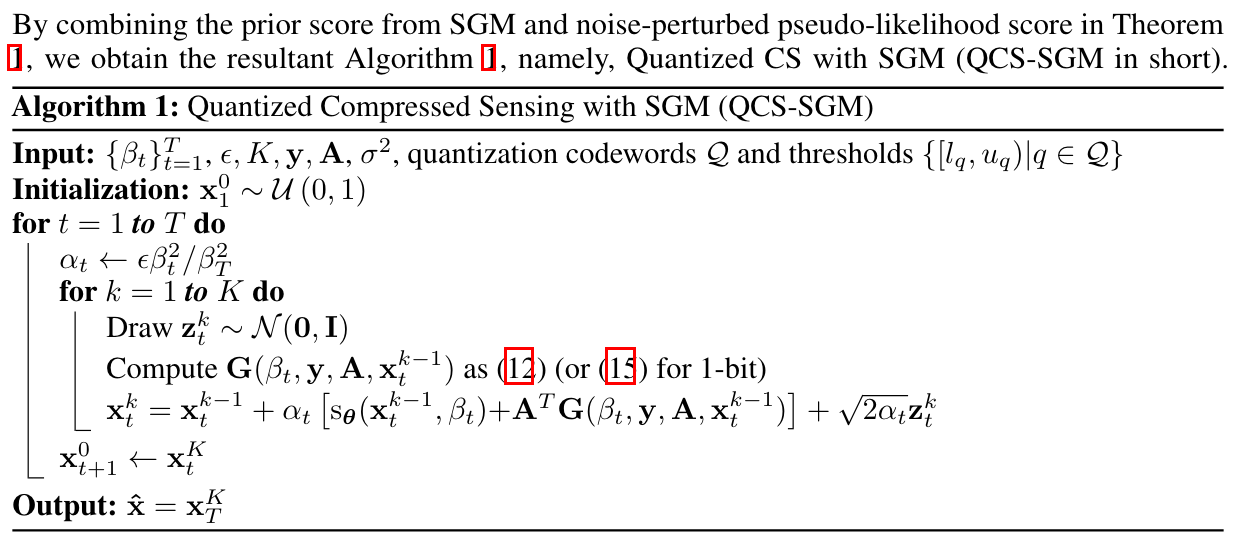 By combining the prior score from SGM and noise-perturbed pseudo-likelihood score in Theorem
1, we obtain the resultant Algorithm 1, namely, Quantized CS with SGM (QCS-SGM in short).
Algorithm 1: Quantized Compressed Sensing with SGM (QCS-SGM)
Input: $\{\beta_t\}_{t=1}^T, \epsilon, K, \mathbf{y}, \mathbf{A}, \sigma^2$, quantization codewords $\mathcal{Q}$ and thresholds $\{[l_q, u_q)|q \in \mathcal{Q}\}$
Initialization: $\mathbf{x}_1^0 \sim \mathcal{U}(0, 1)$
for $t = 1$ to $T$ do
$\alpha_t \leftarrow \epsilon\beta_t^2/\beta_T^2$
for $k = 1$ to $K$ do
Draw $\mathbf{z}_t^k \sim \mathcal{N}(\mathbf{0}, \mathbf{I})$
Compute $\mathbf{G}(\beta_t, \mathbf{y}, \mathbf{A}, \mathbf{x}_t^{k-1})$ as (12) (or (15) for 1-bit)
$\mathbf{x}_t^k = \mathbf{x}_t^{k-1} + \alpha_t \left[ \mathrm{s}_{\boldsymbol{\theta}}(\mathbf{x}_t^{k-1}, \beta_t) + \mathbf{A}^T \mathbf{G}(\beta_t, \mathbf{y}, \mathbf{A}, \mathbf{x}_t^{k-1}) \right] + \sqrt{2\alpha_t} \mathbf{z}_t^k$
$\mathbf{x}_{t+1}^0 \leftarrow \mathbf{x}_t^K$
Output: $\hat{\mathbf{x}} = \mathbf{x}_T^K$